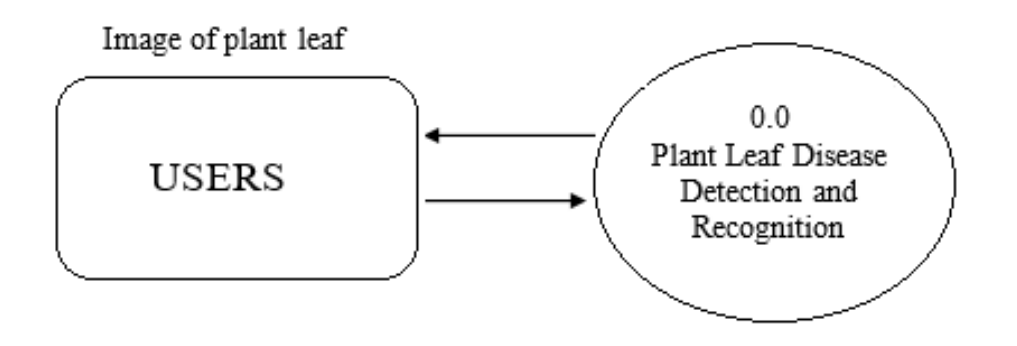 Image of plant leaf
USERS
0.0
Plant Leaf Disease
Detection and
Recognition